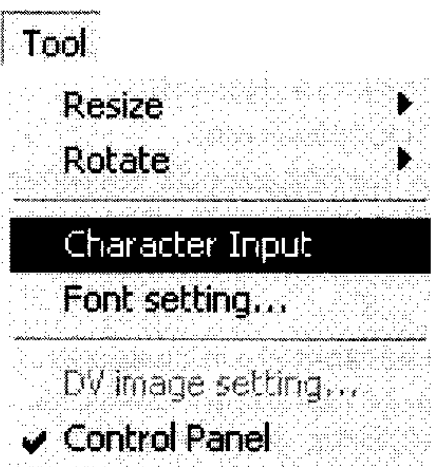 Tool
Resize
Rotate
Character Input
Font setting...
DV image setting...
Control Panel